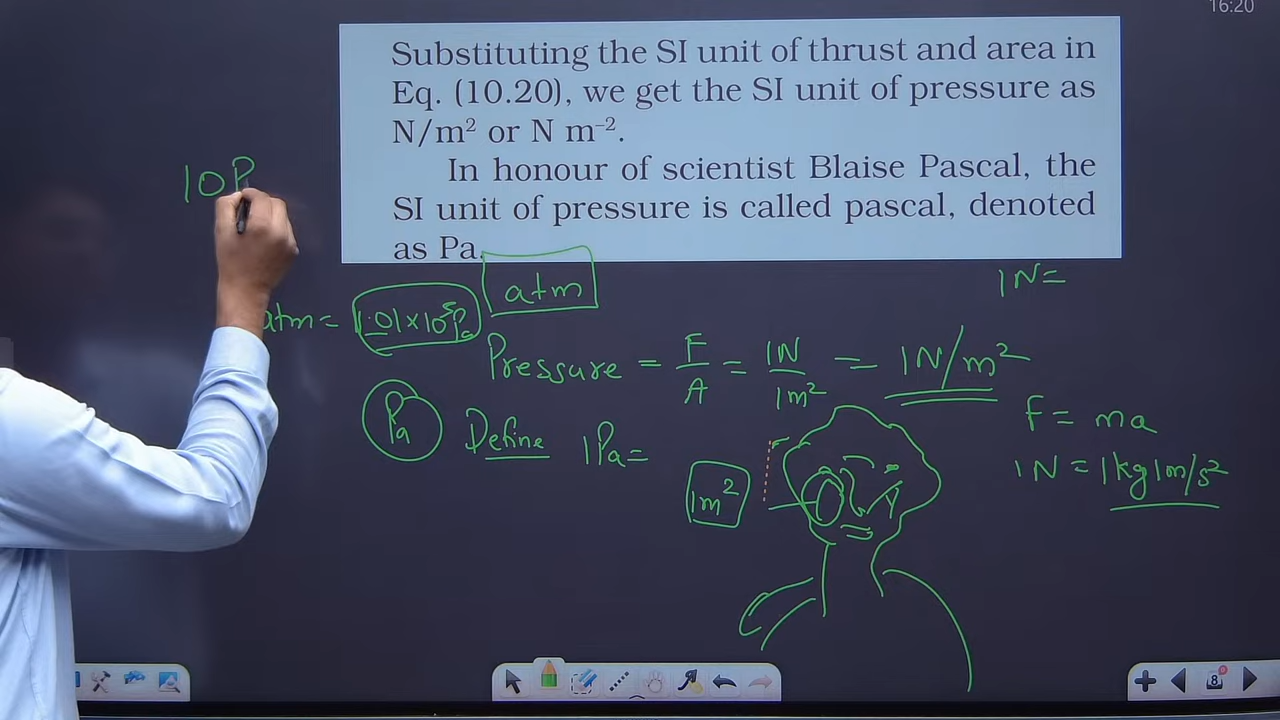 16:20
Substituting the SI unit of thrust and area in
Eq. (10.20), we get the SI unit of pressure as
N/m² or N m⁻².
In honour of scientist Blaise Pascal, the
SI unit of pressure is called pascal, denoted
as Pa.
10P
atm
1N=
atm = 1.01×10⁵Pa
Pressure = F/A = 1N/1m² = 1N/m²
Pa Define 1Pa=
F = ma
1m²
1N = 1kg1m/s²
8